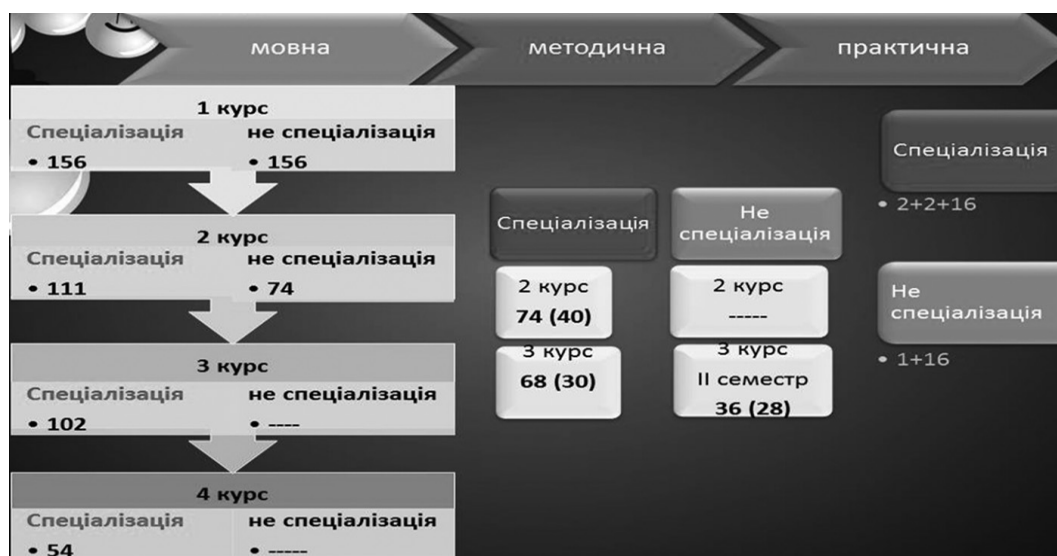 мовна
методична
практична
1 курс
Спеціалізація не спеціалізація
• 156 • 156
2 курс
Спеціалізація не спеціалізація
• 111 • 74
3 курс
Спеціалізація не спеціалізація
• 102 • ----
4 курс
Спеціалізація не спеціалізація
• 54 • -----
Спеціалізація
2 курс
74 (40)
3 курс
68 (30)
Не
спеціалізація
2 курс
-----
3 курс
ІІ семестр
36 (28)
Спеціалізація
• 2+2+16
Не
спеціалізація
• 1+16